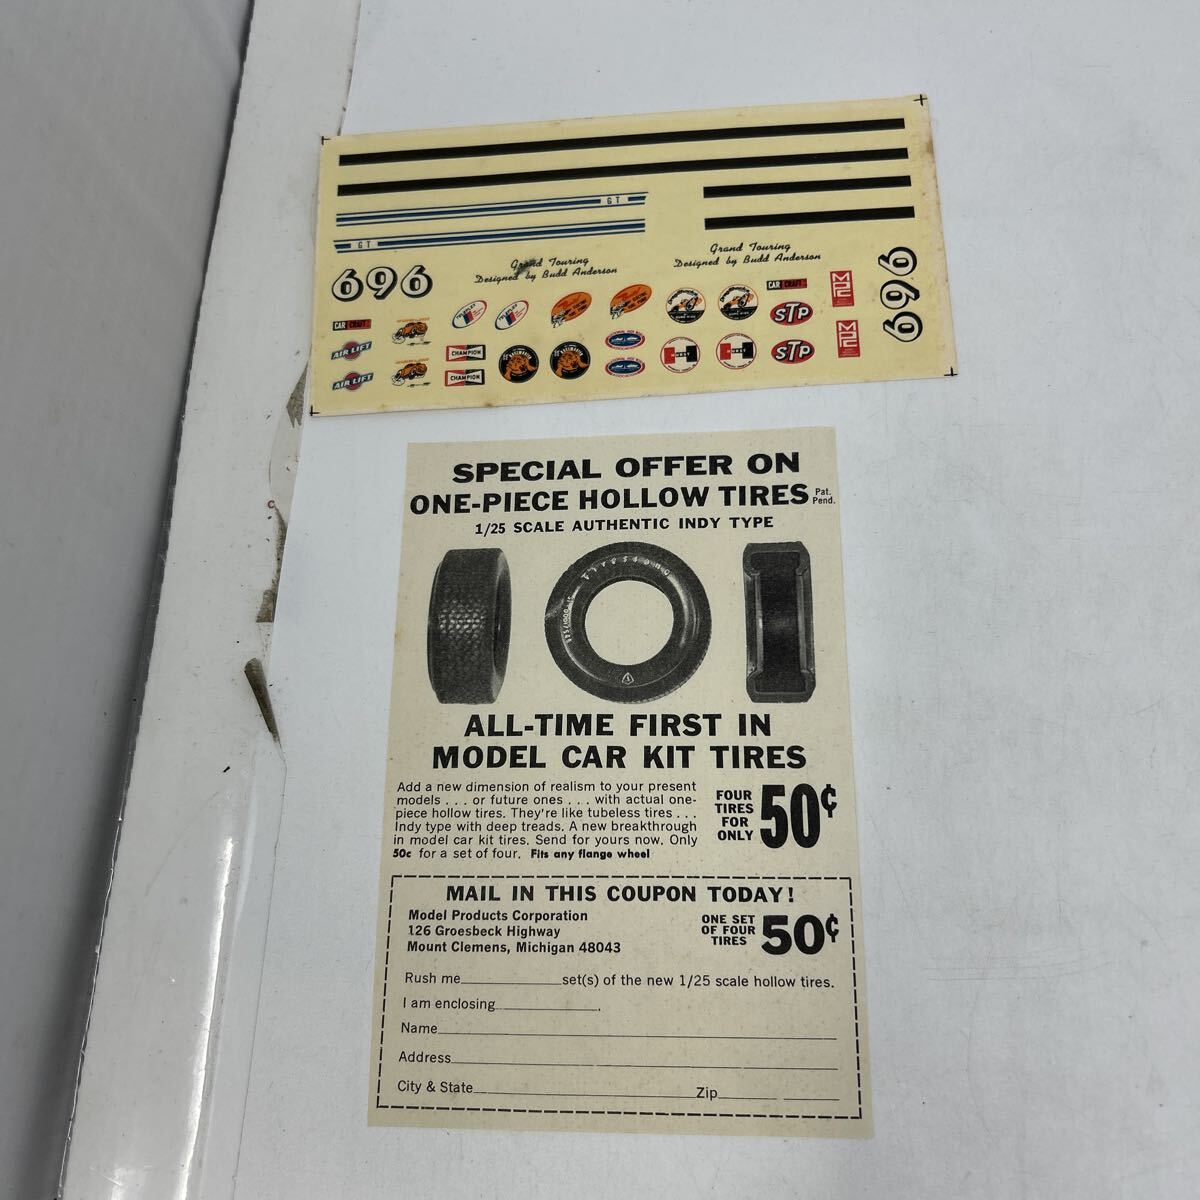 GT
GT
Grand Touring
Designed by Budd Anderson
Grand Touring
Designed by Budd Anderson
696
696
CAR CRAFT
CAR CRAFT
AIR LIFT
AIR LIFT
CHAMPION
CHAMPION
HURST
HURST
STP
STP
MPC
MPC
SPECIAL OFFER ON
ONE-PIECE HOLLOW TIRES Pat. Pend.
1/25 SCALE AUTHENTIC INDY TYPE
Firestone
ALL-TIME FIRST IN
MODEL CAR KIT TIRES
Add a new dimension of realism to your present
models . . . or future ones . . . with actual one-
piece hollow tires. They're like tubeless tires . . .
Indy type with deep treads. A new breakthrough
in model car kit tires. Send for yours now. Only
50c for a set of four. Fits any flange wheel
FOUR
TIRES
FOR
ONLY
50¢
MAIL IN THIS COUPON TODAY!
Model Products Corporation
126 Groesbeck Highway
Mount Clemens, Michigan 48043
ONE SET
OF FOUR
TIRES
50¢
Rush me set(s) of the new 1/25 scale hollow tires.
I am enclosing .
Name
Address
City & State Zip